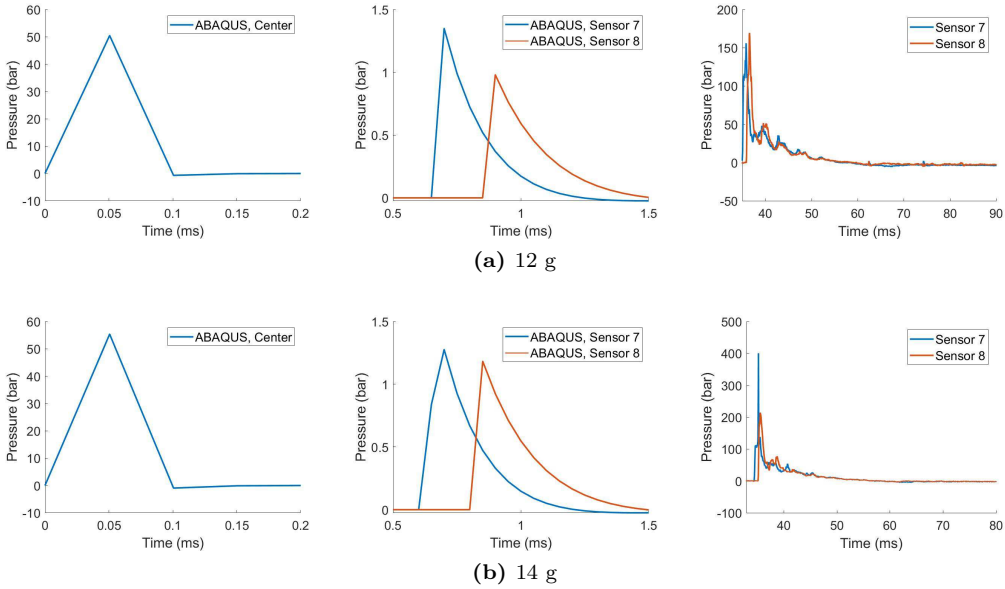 60
50
40
30
20
10
0
-10
Pressure (bar)
ABAQUS, Center
0 0.05 0.1 0.15 0.2
Time (ms)
1.5
1
0.5
0
Pressure (bar)
ABAQUS, Sensor 7
ABAQUS, Sensor 8
0.5 1 1.5
Time (ms)
200
150
100
50
0
-50
Pressure (bar)
Sensor 7
Sensor 8
40 50 60 70 80 90
Time (ms)
(a) 12 g
60
50
40
30
20
10
0
-10
Pressure (bar)
ABAQUS, Center
0 0.05 0.1 0.15 0.2
Time (ms)
1.5
1
0.5
0
Pressure (bar)
ABAQUS, Sensor 7
ABAQUS, Sensor 8
0.5 1 1.5
Time (ms)
500
400
300
200
100
0
-100
Pressure (bar)
Sensor 7
Sensor 8
40 50 60 70 80
Time (ms)
(b) 14 g